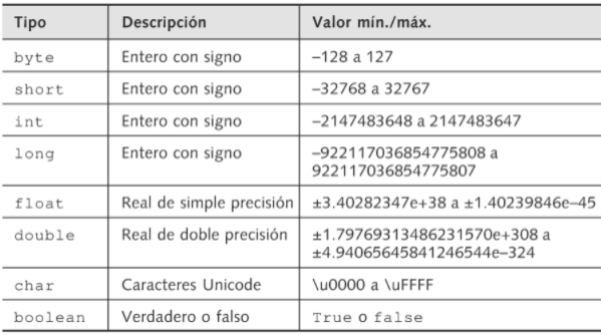 Tipo Descripción Valor mín./máx.
byte Entero con signo –128 a 127
short Entero con signo –32768 a 32767
int Entero con signo –2147483648 a 2147483647
long Entero con signo –922117036854775808 a
922117036854775807
float Real de simple precisión ±3.40282347e+38 a ±1.40239846e–45
double Real de doble precisión ±1.79769313486231570e+308 a
±4.94065645841246544e–324
char Caracteres Unicode \u0000 a \uFFFF
boolean Verdadero o falso True o false